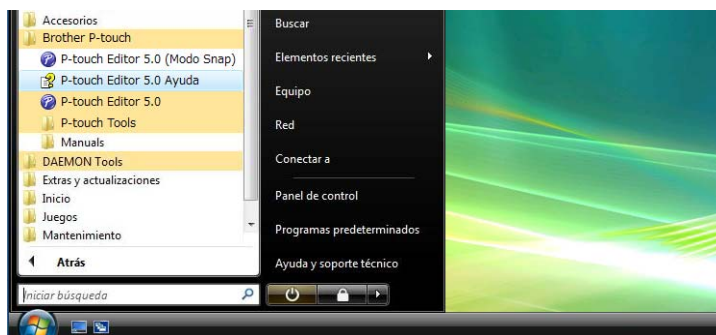 Accesorios
Brother P-touch
P-touch Editor 5.0 (Modo Snap)
P-touch Editor 5.0 Ayuda
P-touch Editor 5.0
P-touch Tools
Manuals
DAEMON Tools
Extras y actualizaciones
Inicio
Juegos
Mantenimiento
Atrás
Iniciar búsqueda
Buscar
Elementos recientes
Equipo
Red
Conectar a
Panel de control
Programas predeterminados
Ayuda y soporte técnico